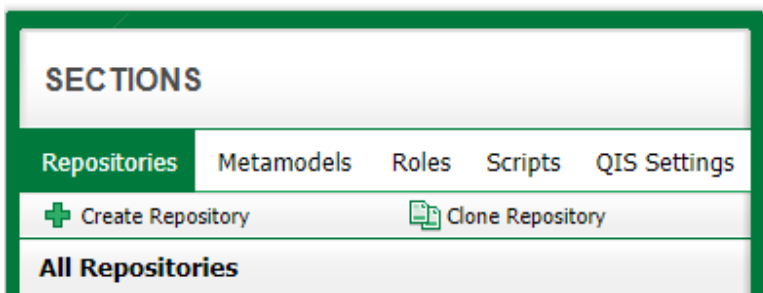 SECTIONS
Repositories Metamodels Roles Scripts QIS Settings
Create Repository Clone Repository
All Repositories